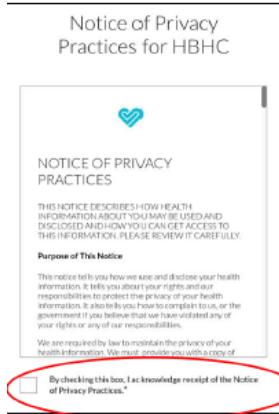 Notice of Privacy
Practices for HBHC
NOTICE OF PRIVACY
PRACTICES
THIS NOTICE DESCRIBES HOW HEALTH
INFORMATION ABOUT YOU MAY BE USED AND
DISCLOSED AND HOW YOU CAN GET ACCESS TO
THIS INFORMATION. PLEASE REVIEW IT CAREFULLY.
Purpose of This Notice
This notice tells you how we use and disclose your health
information. It tells you about your rights and our
responsibilities to protect the privacy of your health
information. It also tells you how to complain to us, or the
government if you believe that we have violated any of
your rights or any of our responsibilities.
We are required by law to maintain the privacy of your
health information. We must provide you with a copy of
By checking this box, I acknowledge receipt of the Notice
of Privacy Practices.*